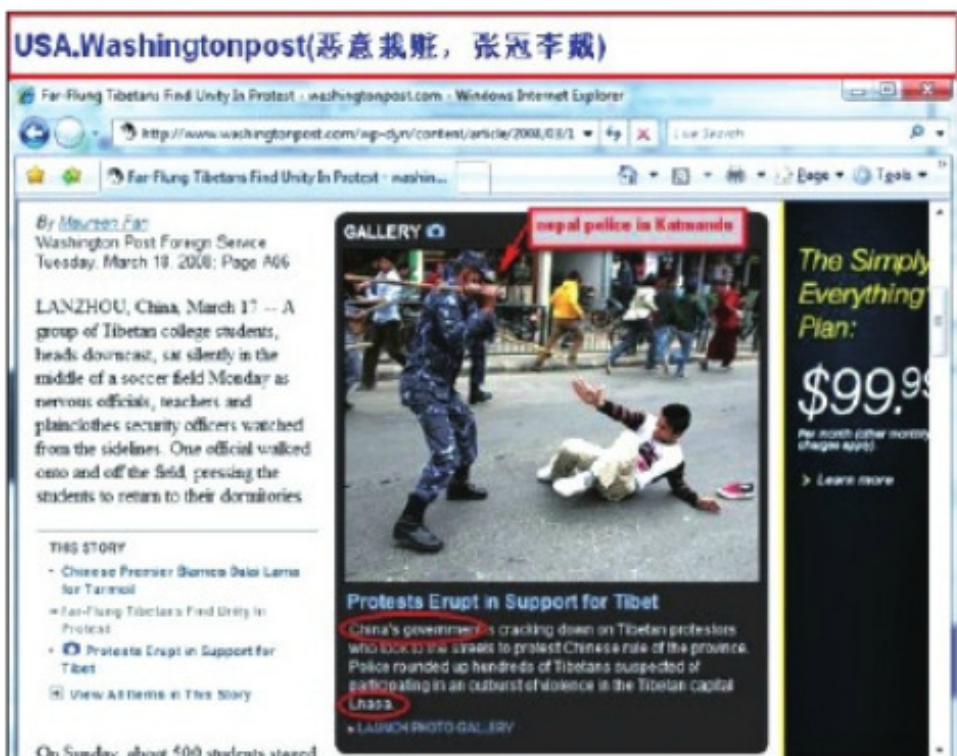 USA.Washingtonpost(恶意栽赃，张冠李戴)
Far-Flung Tibetans Find Unity In Protest - washingtonpost.com - Windows Internet Explorer
http://www.washingtonpost.com/wp-dyn/content/article/2008/03/1
Live Search
Far-Flung Tibetans Find Unity In Protest - washin...
Page
Tools
By Maureen Fan
Washington Post Foreign Service
Tuesday, March 18, 2008; Page A06
LANZHOU, China, March 17 -- A
group of Tibetan college students,
heads downcast, sat silently in the
middle of a soccer field Monday as
nervous officials, teachers and
plainclothes security officers watched
from the sidelines. One official walked
onto and off the field, pressing the
students to return to their dormitories
THIS STORY
Chinese Premier Blames Dalai Lama
for Turmoil
Far-Flung Tibetans Find Unity In
Protest
Protests Erupt in Support for
Tibet
View All Items in This Story
On Sunday, about 500 students staged
GALLERY
nepal police in Katmandu
Protests Erupt in Support for Tibet
China's government is cracking down on Tibetan protestors
who took to the streets to protest Chinese rule of the province.
Police rounded up hundreds of Tibetans suspected of
participating in an outburst of violence in the Tibetan capital
Lhasa.
LAUNCH PHOTO GALLERY
The Simply
Everything
Plan:
$99.99
Per month (other monthly
charges apply)
Learn more